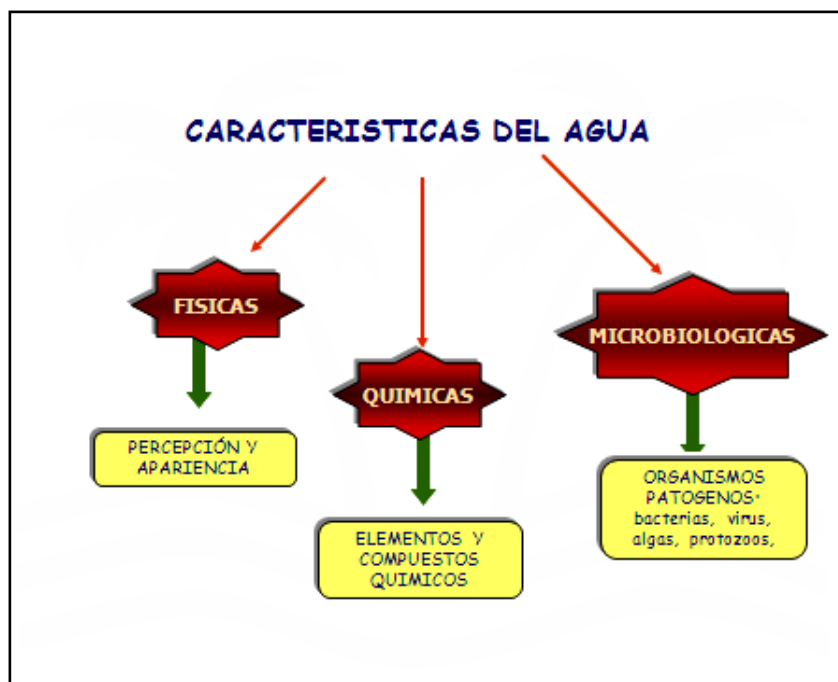 CARACTERISTICAS DEL AGUA
FISICAS
PERCEPCIÓN Y
APARIENCIA
QUIMICAS
ELEMENTOS Y
COMPUESTOS
QUIMICOS
MICROBIOLOGICAS
ORGANISMOS
PATOGENOS:
bacterias, virus,
algas, protozoos,